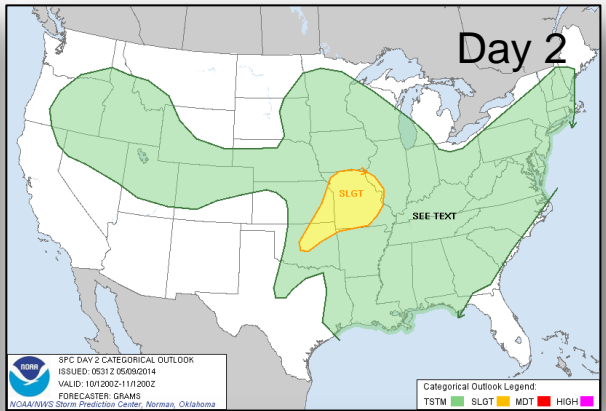 Day 2
SLGT
SEE TEXT
NOAA
SPC DAY 2 CATEGORICAL OUTLOOK
ISSUED: 0531Z 05/09/2014
VALID: 10/1200Z-11/1200Z
FORECASTER: GRAMS
NOAA/NWS Storm Prediction Center, Norman, Oklahoma
Categorical Outlook Legend:
TSTM SLGT MDT HIGH